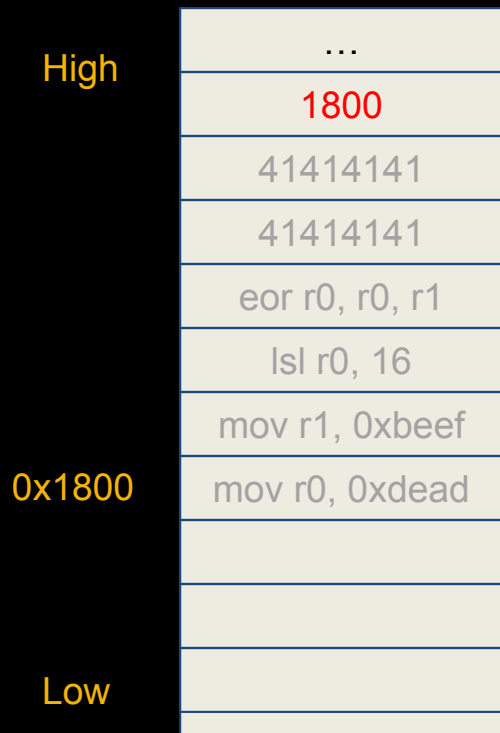 …
High
1800
41414141
41414141
eor r0, r0, r1
lsl r0, 16
mov r1, 0xbeef
0x1800 mov r0, 0xdead
Low